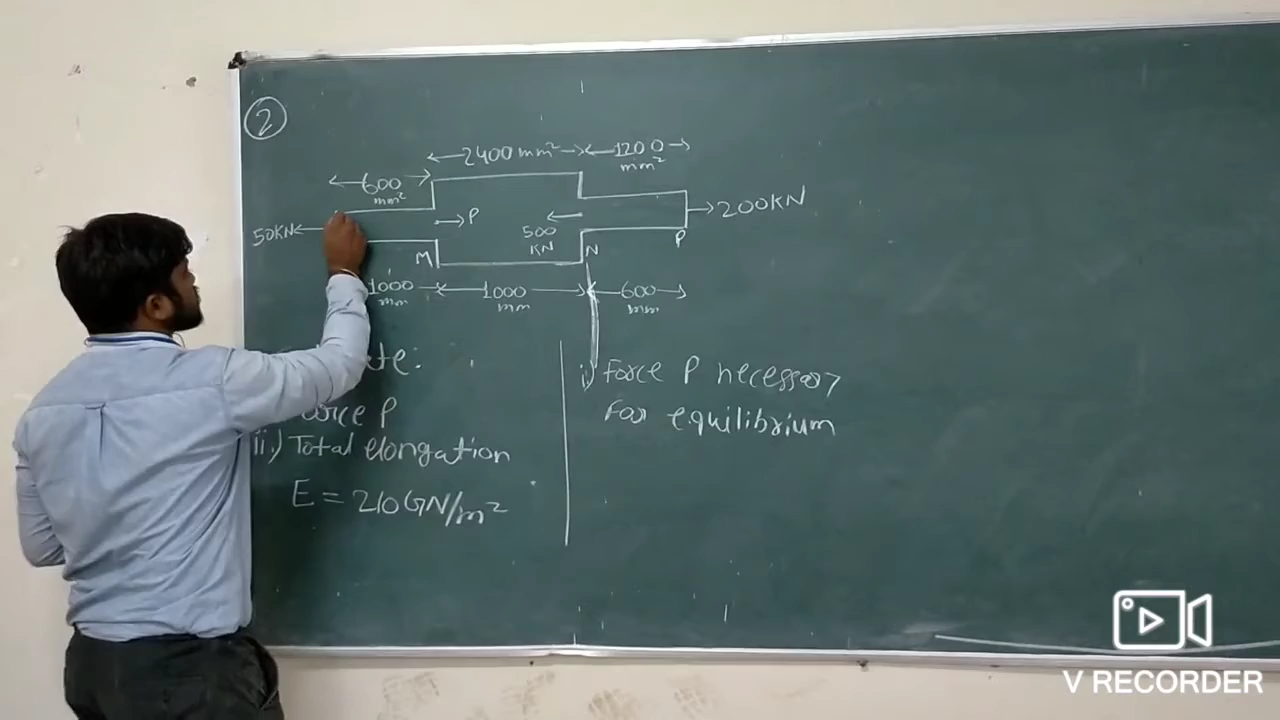 2
2400 mm²
1200
mm²
600
mm²
50KN
P
500
KN
200KN
M
N
P
1000
mm
1000
mm
600
mm
te:
orce P
ii.) Total elongation
E = 210 GN/m²
i) Force P necessary
For equilibrium
V RECORDER